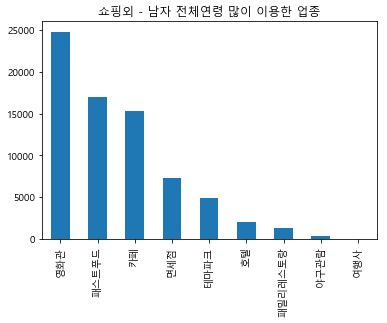 쇼핑외 - 남자 전체연령 많이 이용한 업종
25000
20000
15000
10000
5000
0
영화관
패스트푸드
카페
면세점
테마파크
호텔
패밀리레스토랑
야구관람
여행사